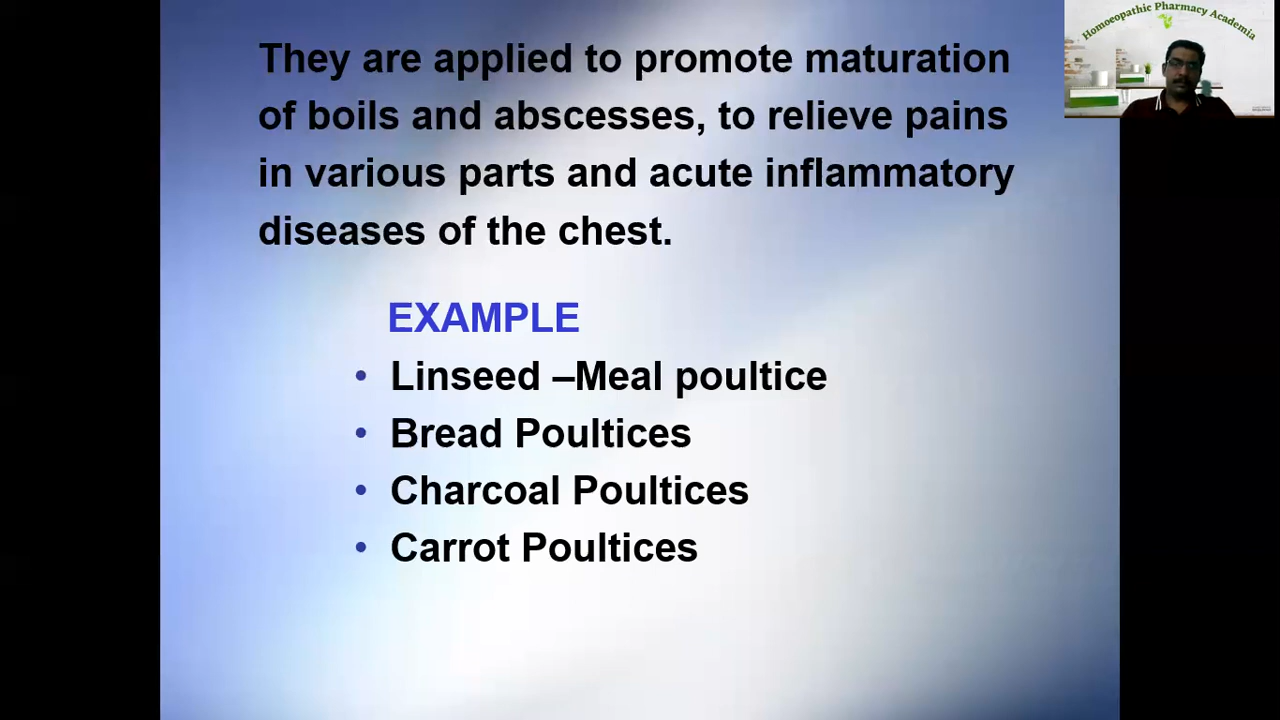 Homoeopathic Pharmacy Academia
They are applied to promote maturation
of boils and abscesses, to relieve pains
in various parts and acute inflammatory
diseases of the chest.
EXAMPLE
• Linseed –Meal poultice
• Bread Poultices
• Charcoal Poultices
• Carrot Poultices